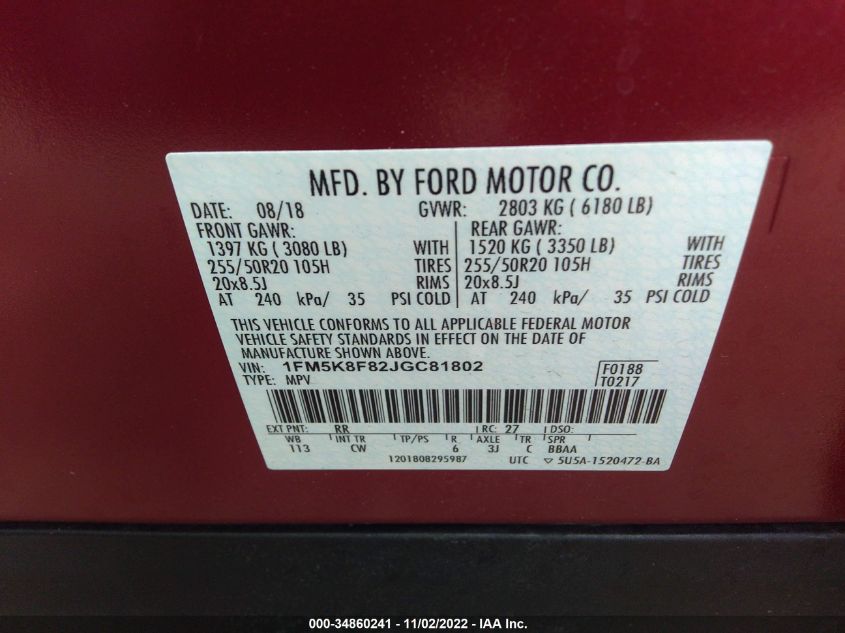 MFD. BY FORD MOTOR CO.
DATE: 08/18 GVWR: 2803 KG ( 6180 LB)
FRONT GAWR: REAR GAWR:
1397 KG ( 3080 LB) WITH 1520 KG ( 3350 LB) WITH
255/50R20 105H TIRES 255/50R20 105H TIRES
20x8.5J RIMS 20x8.5J RIMS
AT 240 kPa/ 35 PSI COLD AT 240 kPa/ 35 PSI COLD
THIS VEHICLE CONFORMS TO ALL APPLICABLE FEDERAL MOTOR
VEHICLE SAFETY STANDARDS IN EFFECT ON THE DATE OF
MANUFACTURE SHOWN ABOVE.
VIN: 1FM5K8F82JGC81802 F0188
TYPE: MPV T0217
EXT PNT: RR RC: 27 DSO:
WB INT TR TP/PS R AXLE TR SPR
113 CW 6 3J C BBAA
1201808295987 UTC ▽ 5U5A-1520472-BA
000-34860241 - 11/02/2022 - IAA Inc.